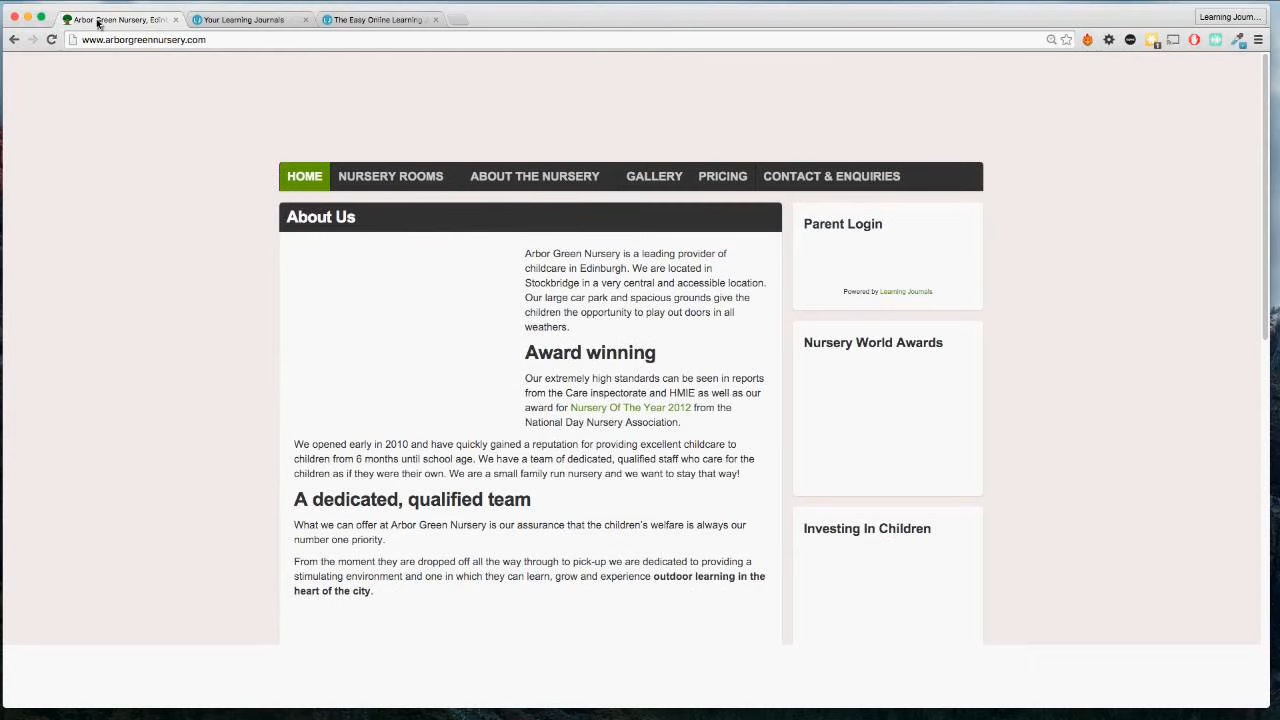 Arbor Green Nursery, Edin
Your Learning Journals
The Easy Online Learning J
Learning Journ...
www.arborgreennursery.com
HOME NURSERY ROOMS ABOUT THE NURSERY GALLERY PRICING CONTACT & ENQUIRIES
About Us
Arbor Green Nursery is a leading provider of
childcare in Edinburgh. We are located in
Stockbridge in a very central and accessible location.
Our large car park and spacious grounds give the
children the opportunity to play out doors in all
weathers.
Award winning
Our extremely high standards can be seen in reports
from the Care inspectorate and HMIE as well as our
award for Nursery Of The Year 2012 from the
National Day Nursery Association.
We opened early in 2010 and have quickly gained a reputation for providing excellent childcare to
children from 6 months until school age. We have a team of dedicated, qualified staff who care for the
children as if they were their own. We are a small family run nursery and we want to stay that way!
A dedicated, qualified team
What we can offer at Arbor Green Nursery is our assurance that the children's welfare is always our
number one priority.
From the moment they are dropped off all the way through to pick-up we are dedicated to providing a
stimulating environment and one in which they can learn, grow and experience outdoor learning in the
heart of the city.
Parent Login
Powered by Learning Journals
Nursery World Awards
Investing In Children